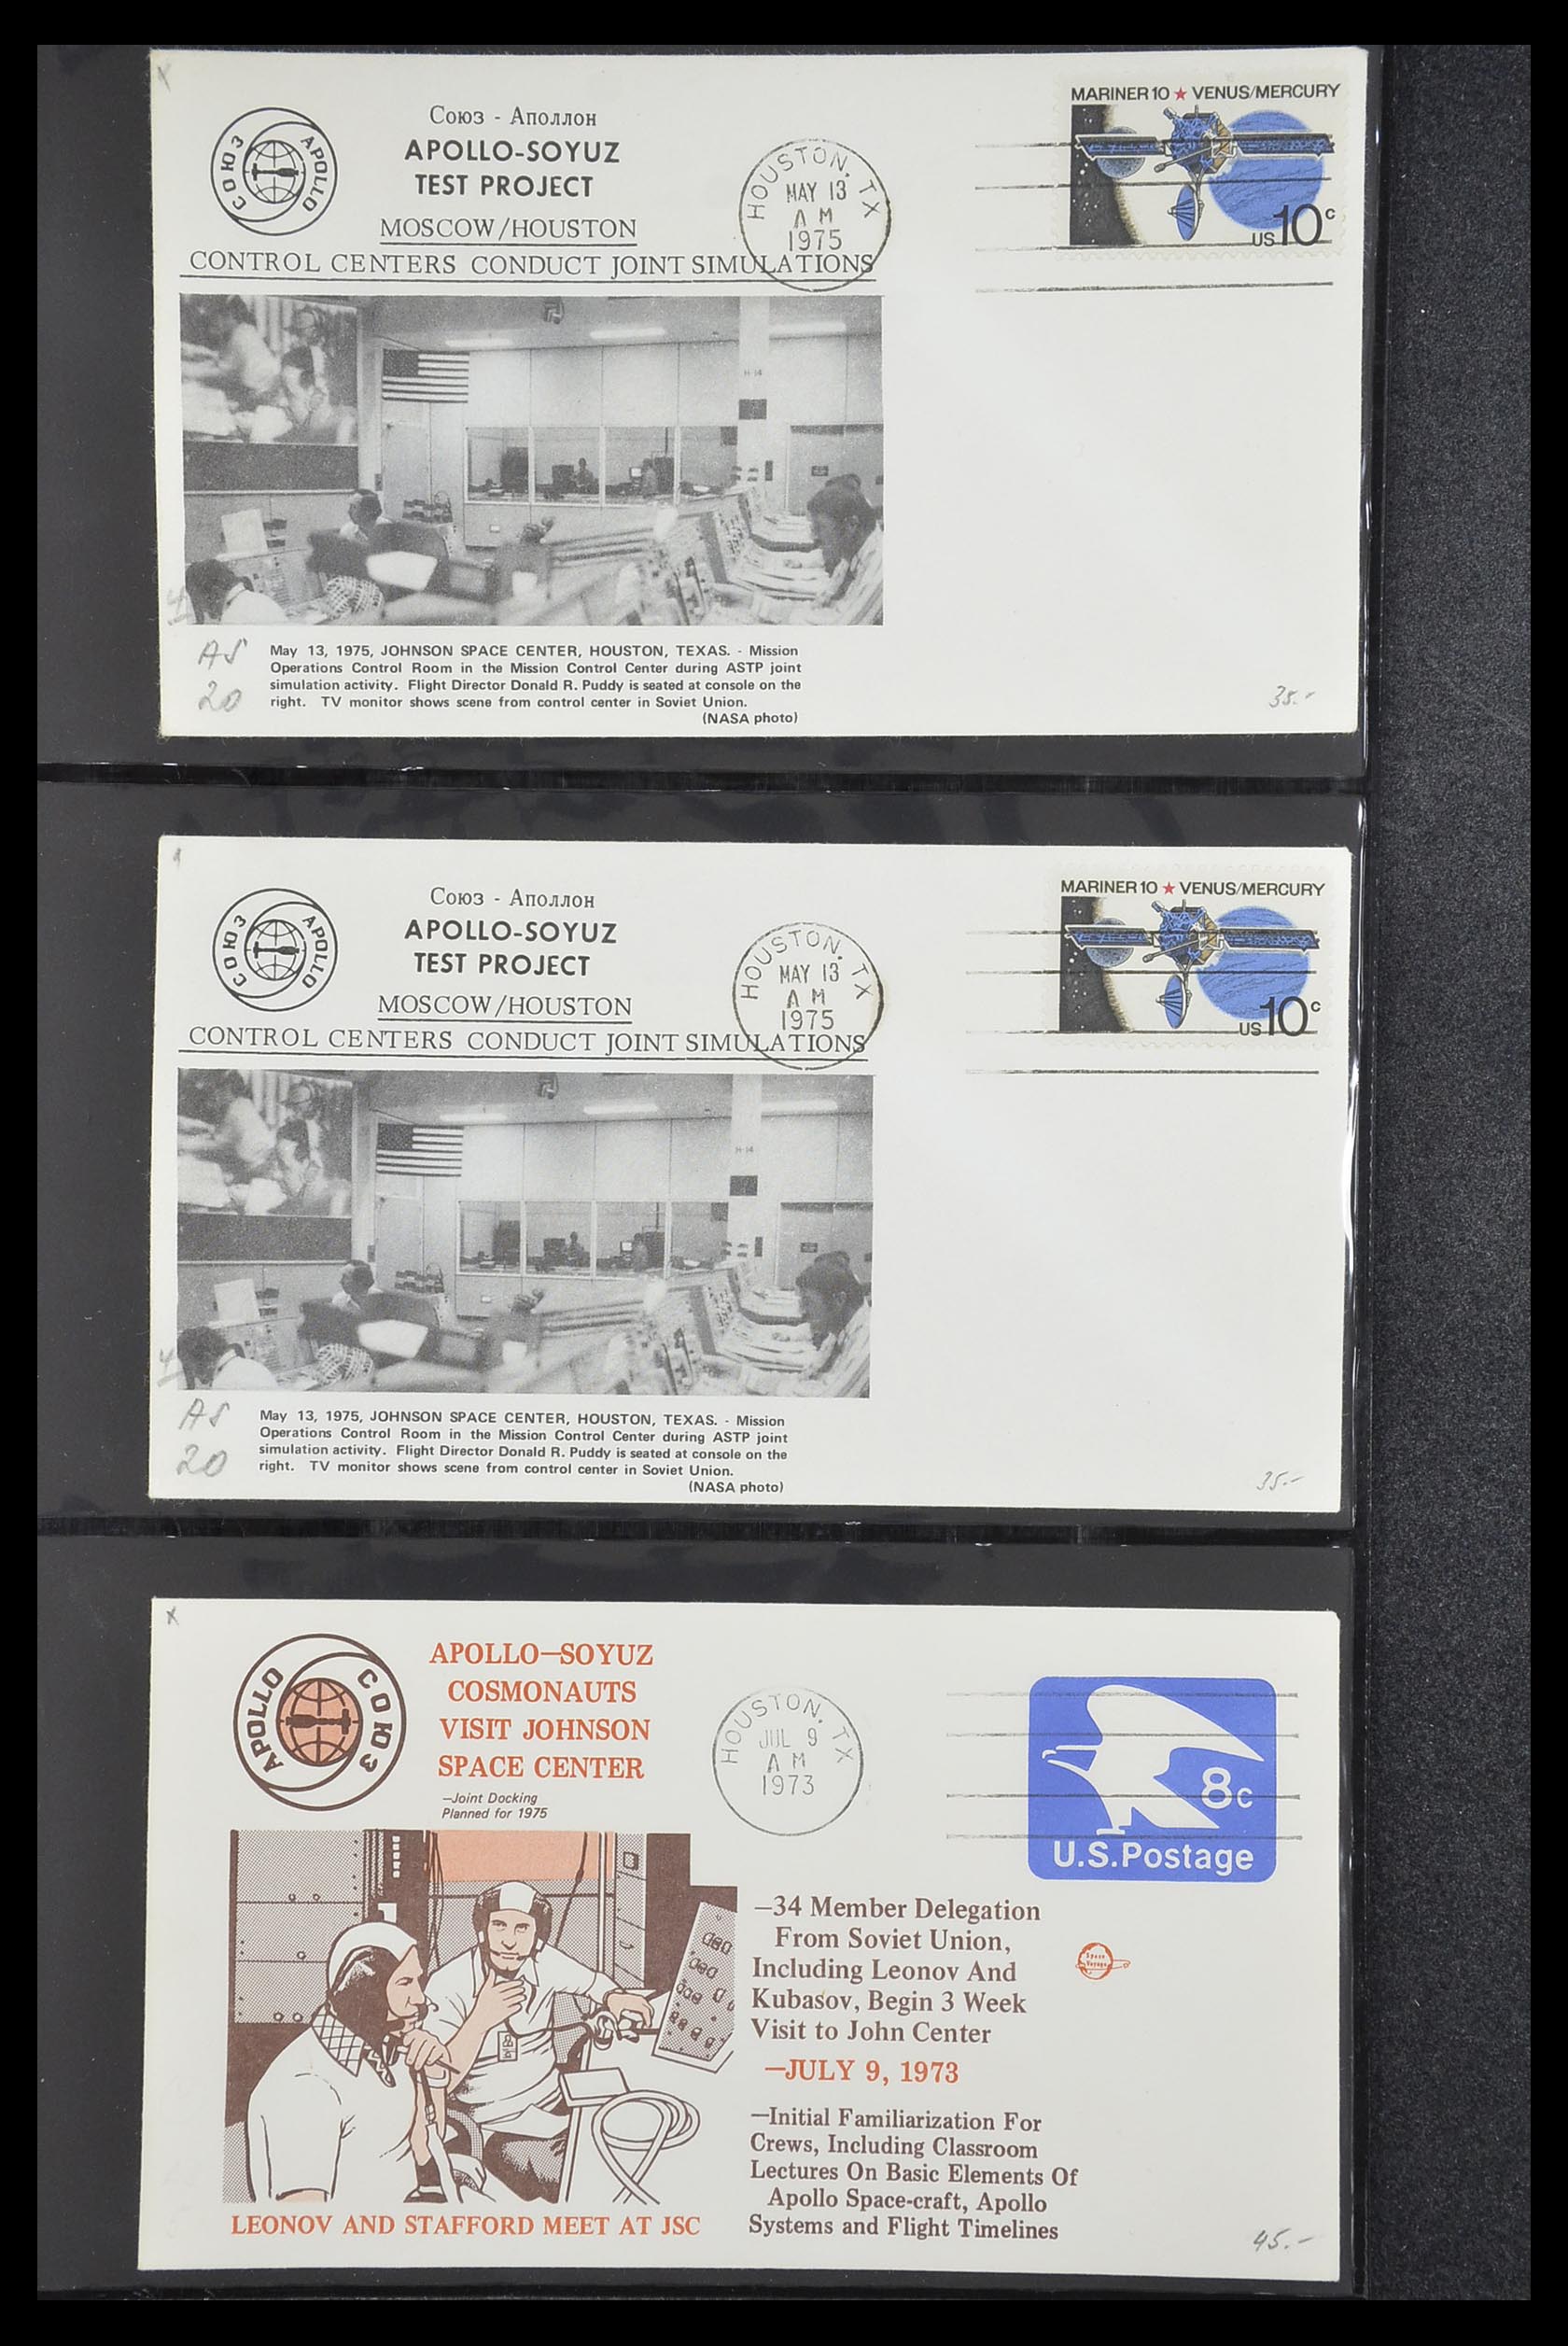 СОЮЗ APOLLO
Союз - Аполлон
APOLLO-SOYUZ
TEST PROJECT
MOSCOW/HOUSTON
CONTROL CENTERS CONDUCT JOINT SIMULATIONS
HOUSTON, TX
MAY 13
AM
1975
MARINER 10 ★ VENUS/MERCURY
US 10c
H-14
4
AS
20
May 13, 1975, JOHNSON SPACE CENTER, HOUSTON, TEXAS. - Mission
Operations Control Room in the Mission Control Center during ASTP joint
simulation activity. Flight Director Donald R. Puddy is seated at console on the
right. TV monitor shows scene from control center in Soviet Union.
(NASA photo)
35.-
СОЮЗ APOLLO
Союз - Аполлон
APOLLO-SOYUZ
TEST PROJECT
MOSCOW/HOUSTON
CONTROL CENTERS CONDUCT JOINT SIMULATIONS
HOUSTON, TX
MAY 13
AM
1975
MARINER 10 ★ VENUS/MERCURY
US 10c
H-14
4
AS
20
May 13, 1975, JOHNSON SPACE CENTER, HOUSTON, TEXAS. - Mission
Operations Control Room in the Mission Control Center during ASTP joint
simulation activity. Flight Director Donald R. Puddy is seated at console on the
right. TV monitor shows scene from control center in Soviet Union.
(NASA photo)
35.-
x
APOLLO СОЮЗ
APOLLO—SOYUZ
COSMONAUTS
VISIT JOHNSON
SPACE CENTER
—Joint Docking
Planned for 1975
HOUSTON, TX
JUL 9
AM
1973
8c
U.S.Postage
—34 Member Delegation
From Soviet Union,
Including Leonov And
Kubasov, Begin 3 Week
Visit to John Center
—JULY 9, 1973
Space
Voyage
—Initial Familiarization For
Crews, Including Classroom
Lectures On Basic Elements Of
Apollo Space-craft, Apollo
Systems and Flight Timelines
LEONOV AND STAFFORD MEET AT JSC
45.-